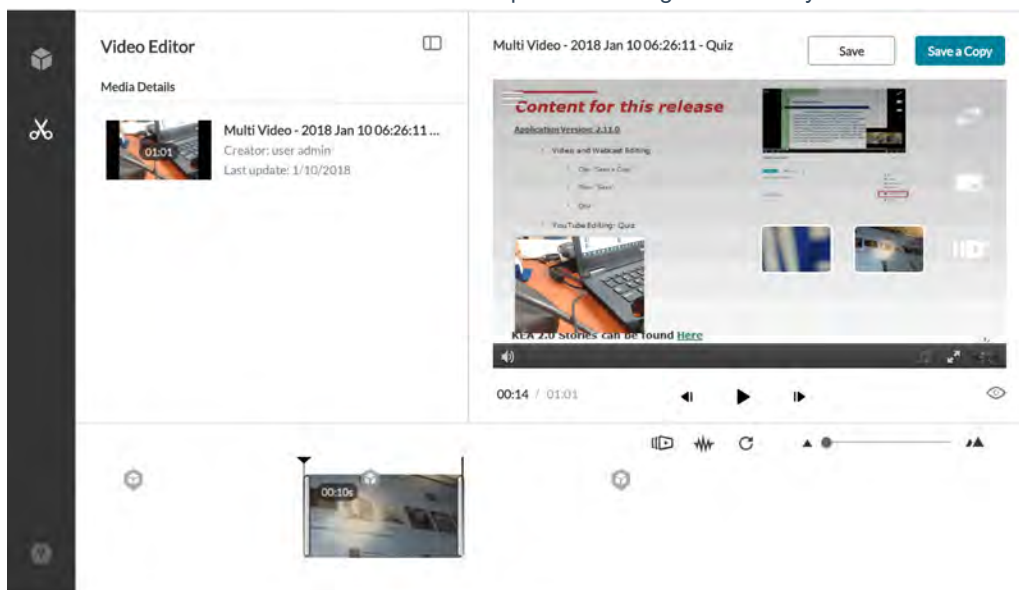 Video Editor
Media Details
01:01
Multi Video - 2018 Jan 10 06:26:11 ...
Creator: user admin
Last update: 1/10/2018
Multi Video - 2018 Jan 10 06:26:11 - Quiz
Save
Save a Copy
Content for this release
Application Version: 2.11.0
Video and Webcast Editing
Quiz
YouTube Editing: Quiz
KEA 2.0 Stories can be found Here
00:14 / 01:01
00:10s